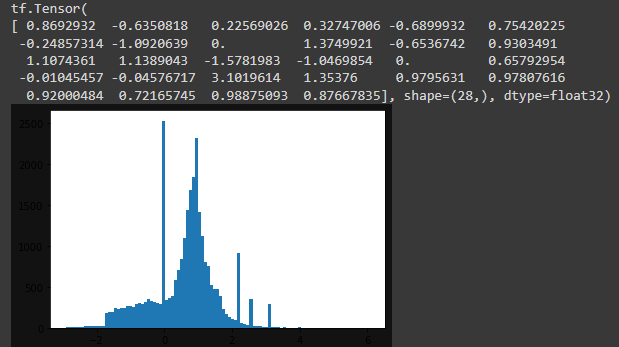 tf.Tensor(
[ 0.8692932 -0.6350818 0.22569026 0.32747006 -0.6899932 0.75420225
-0.24857314 -1.0920639 0. 1.3749921 -0.6536742 0.9303491
1.1074361 1.1389043 -1.5781983 -1.0469854 0. 0.65792954
-0.01045457 -0.04576717 3.1019614 1.35376 0.9795631 0.97807616
0.92000484 0.72165745 0.98875093 0.87667835], shape=(28,), dtype=float32)
2500
2000
1500
1000
500
0
−2 0 2 4 6